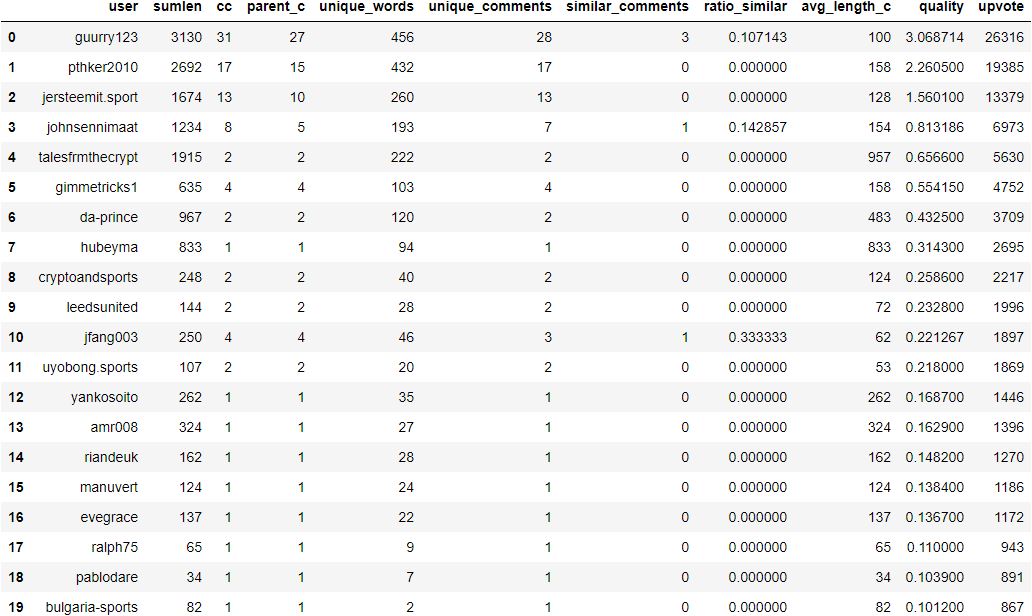 user sumlen cc parent_c unique_words unique_comments similar_comments ratio_similar avg_length_c quality upvote
0 guurry123 3130 31 27 456 28 3 0.107143 100 3.068714 26316
1 pthker2010 2692 17 15 432 17 0 0.000000 158 2.260500 19385
2 jersteemit.sport 1674 13 10 260 13 0 0.000000 128 1.560100 13379
3 johnsennimaat 1234 8 5 193 7 1 0.142857 154 0.813186 6973
4 talesfrmthecrypt 1915 2 2 222 2 0 0.000000 957 0.656600 5630
5 gimmetricks1 635 4 4 103 4 0 0.000000 158 0.554150 4752
6 da-prince 967 2 2 120 2 0 0.000000 483 0.432500 3709
7 hubeyma 833 1 1 94 1 0 0.000000 833 0.314300 2695
8 cryptoandsports 248 2 2 40 2 0 0.000000 124 0.258600 2217
9 leedsunited 144 2 2 28 2 0 0.000000 72 0.232800 1996
10 jfang003 250 4 4 46 3 1 0.333333 62 0.221267 1897
11 uyobong.sports 107 2 2 20 2 0 0.000000 53 0.218000 1869
12 yankosoito 262 1 1 35 1 0 0.000000 262 0.168700 1446
13 amr008 324 1 1 27 1 0 0.000000 324 0.162900 1396
14 riandeuk 162 1 1 28 1 0 0.000000 162 0.148200 1270
15 manuvert 124 1 1 24 1 0 0.000000 124 0.138400 1186
16 evegrace 137 1 1 22 1 0 0.000000 137 0.136700 1172
17 ralph75 65 1 1 9 1 0 0.000000 65 0.110000 943
18 pablodare 34 1 1 7 1 0 0.000000 34 0.103900 891
19 bulgaria-sports 82 1 1 2 1 0 0.000000 82 0.101200 867